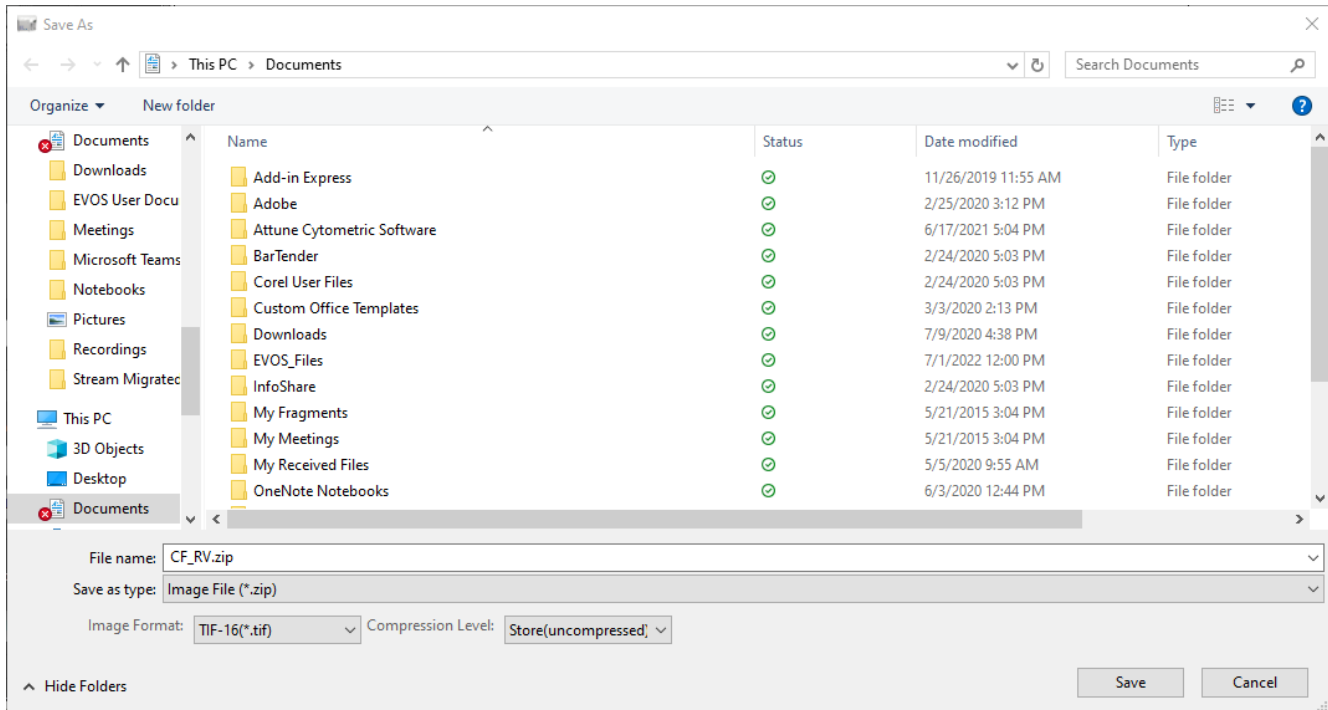 Save As
This PC > Documents
Search Documents
Organize
New folder
Documents
Downloads
EVOS User Docu
Meetings
Microsoft Teams
Notebooks
Pictures
Recordings
Stream Migrated
This PC
3D Objects
Desktop
Documents
Name Status Date modified Type
Add-in Express 11/26/2019 11:55 AM File folder
Adobe 2/25/2020 3:12 PM File folder
Attune Cytometric Software 6/17/2021 5:04 PM File folder
BarTender 2/24/2020 5:03 PM File folder
Corel User Files 2/24/2020 5:03 PM File folder
Custom Office Templates 3/3/2020 2:13 PM File folder
Downloads 7/9/2020 4:38 PM File folder
EVOS_Files 7/1/2022 12:00 PM File folder
InfoShare 2/24/2020 5:03 PM File folder
My Fragments 5/21/2015 3:04 PM File folder
My Meetings 5/21/2015 3:04 PM File folder
My Received Files 5/5/2020 9:55 AM File folder
OneNote Notebooks 6/3/2020 12:44 PM File folder
File name: CF_RV.zip
Save as type: Image File (*.zip)
Image Format: TIF-16(*.tif) Compression Level: Store(uncompressed)
Hide Folders
Save
Cancel